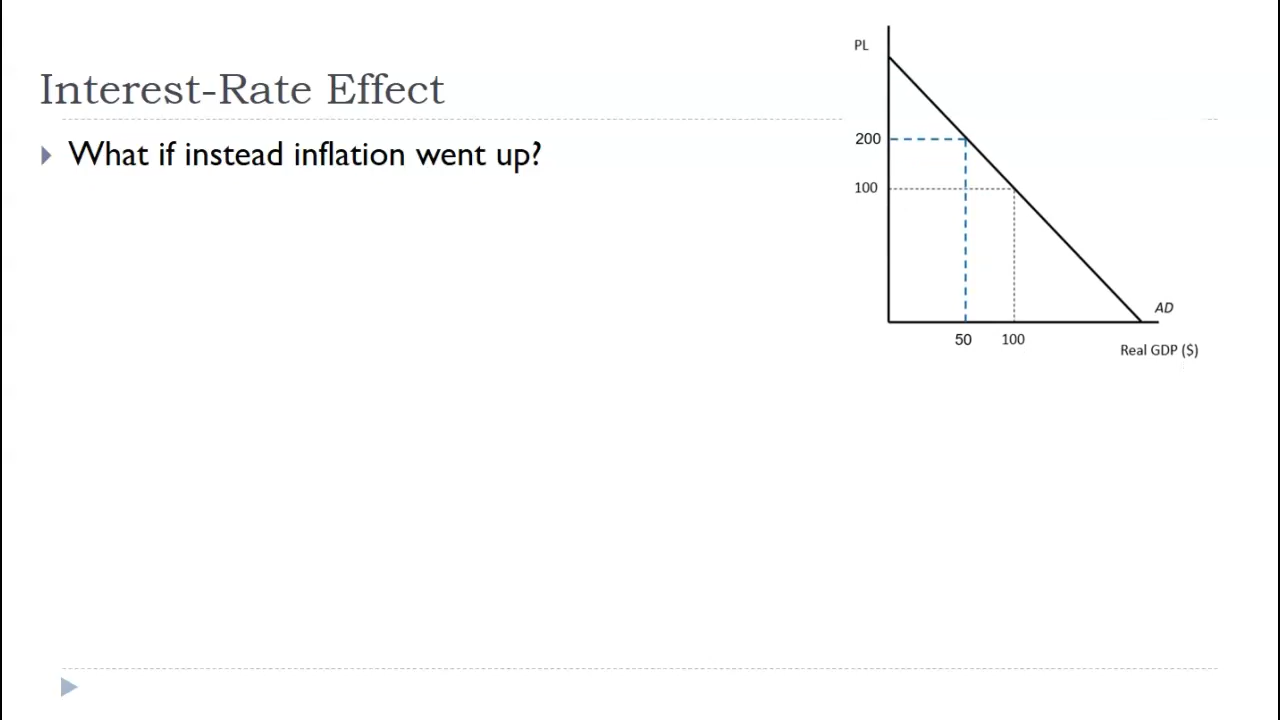 Interest-Rate Effect
What if instead inflation went up?
PL
200
100
AD
50 100
Real GDP ($)